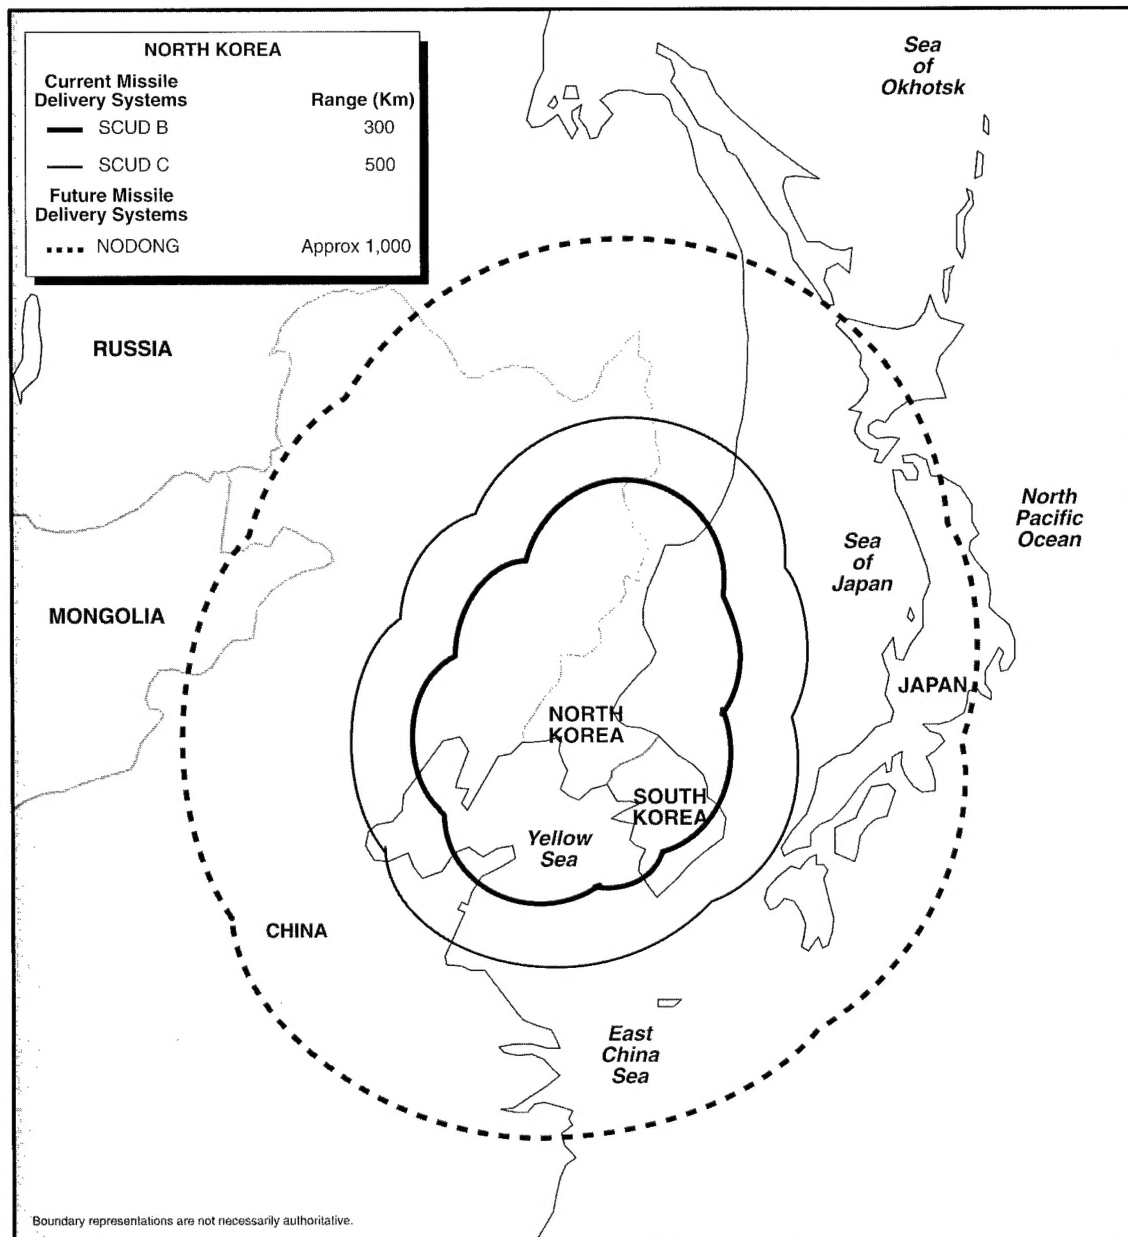 NORTH KOREA
Current Missile
Delivery Systems
Range (Km)
SCUD B 300
SCUD C 500
Future Missile
Delivery Systems
NODONG Approx 1,000
Sea
of
Okhotsk
RUSSIA
North
Pacific
Ocean
Sea
of
Japan
MONGOLIA
JAPAN
NORTH
KOREA
SOUTH
KOREA
Yellow
Sea
CHINA
East
China
Sea
Boundary representations are not necessarily authoritative.